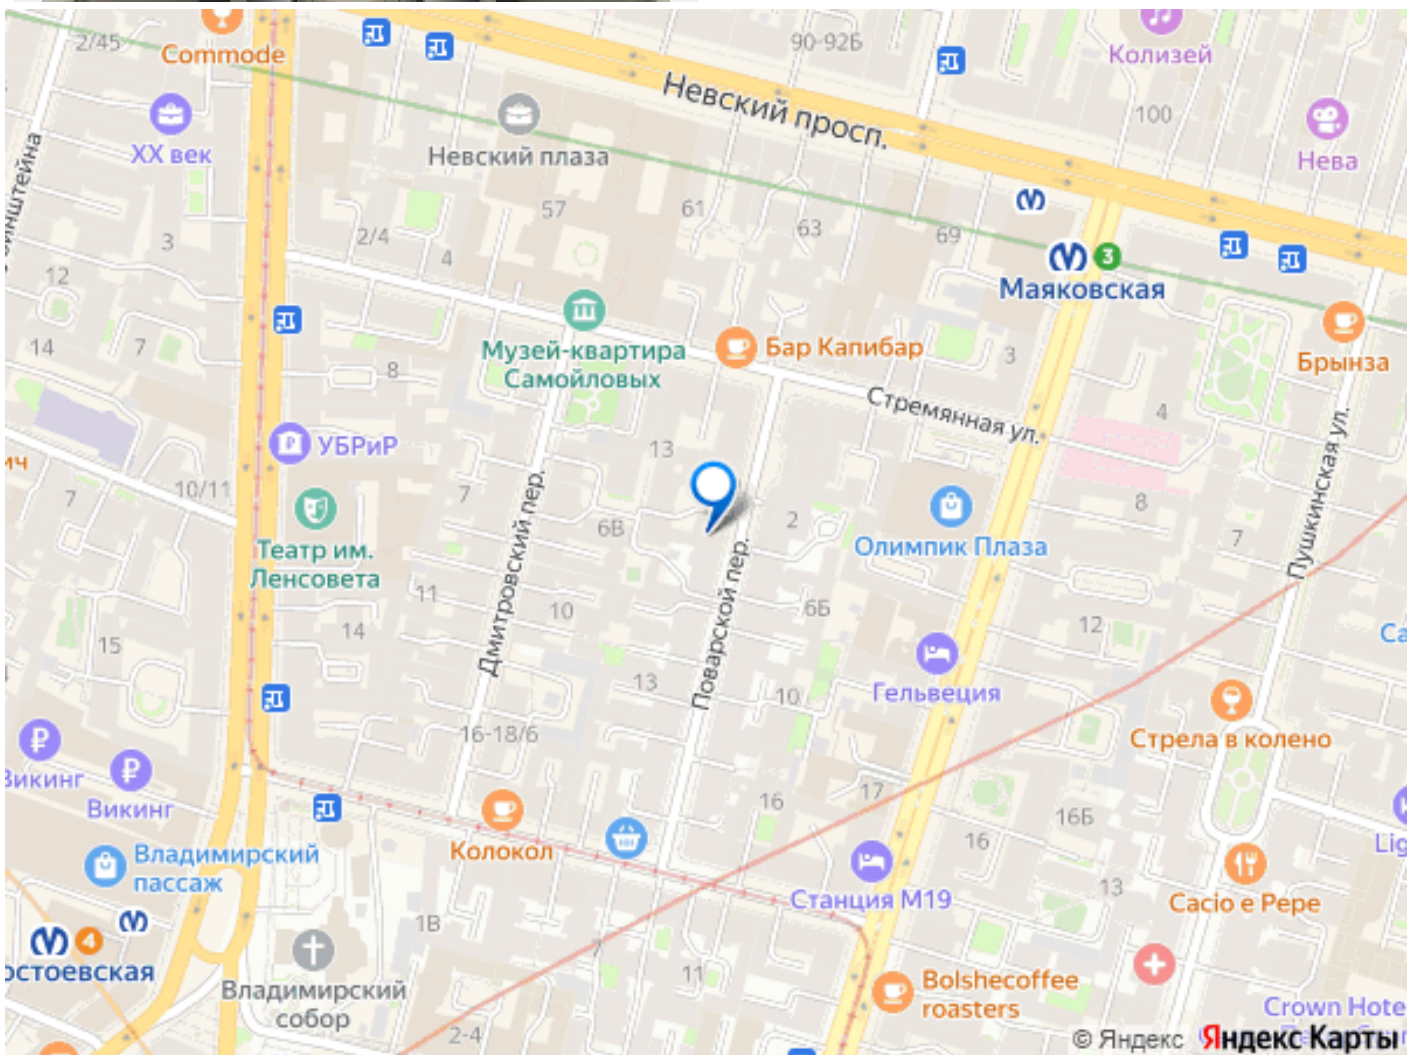 2/45
Commode
90-92Б
Колизей
Невский просп.
100
XX век
Невский плаза
Нева
57
61
63
69
3
2/4
4
12
3
Маяковская
14
7
8
Музей-квартира
Самойловых
Бар Капибар
3
Брынза
Стремянная ул.
4
УБРиР
13
Пушкинская ул.
ич
7
10/11
7
Дмитровский пер.
6В
2
8
7
Театр им.
Ленсовета
Олимпик Плаза
11
10
Поварской пер.
6Б
12
14
15
13
10
Гельвеция
16-18/6
Стрела в колено
Викинг
Викинг
16
17
16Б
16
Колокол
Владимирский
пассаж
Станция М19
13
Cacio e Pepe
1В
4
остоевская
7
11
Владимирский
собор
Bolshecoffee
roasters
2-4
Crown Hote
© Яндекс Яндекс Карты